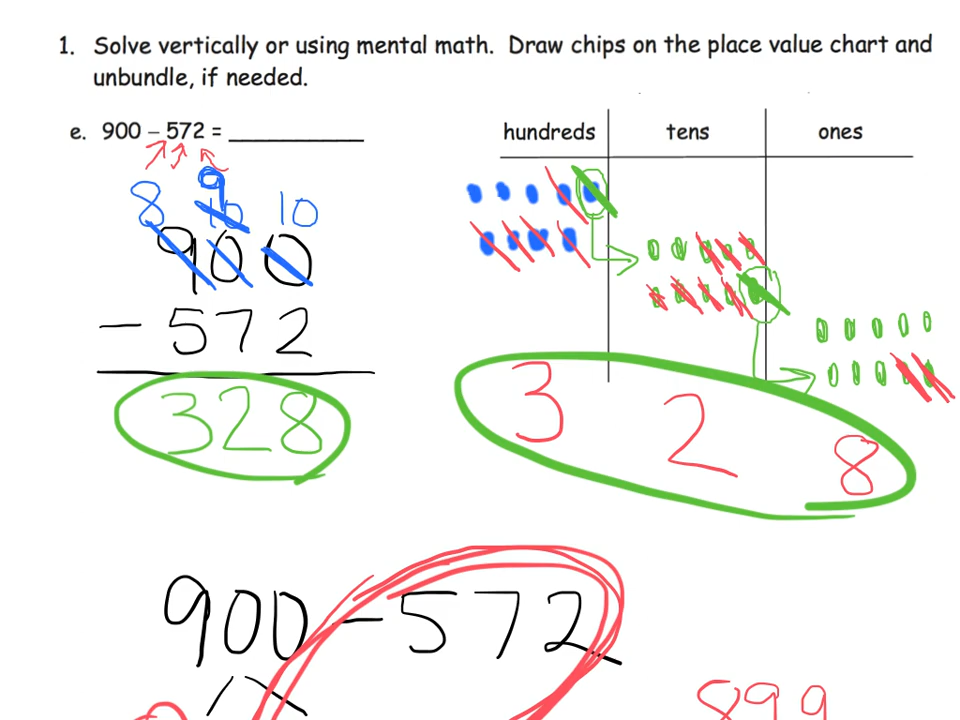 1. Solve vertically or using mental math. Draw chips on the place value chart and
unbundle, if needed.
e. 900 – 572 = ____________
hundreds tens ones
8 9 10 10
900
– 572
328
3 2 8
900 – 572
899